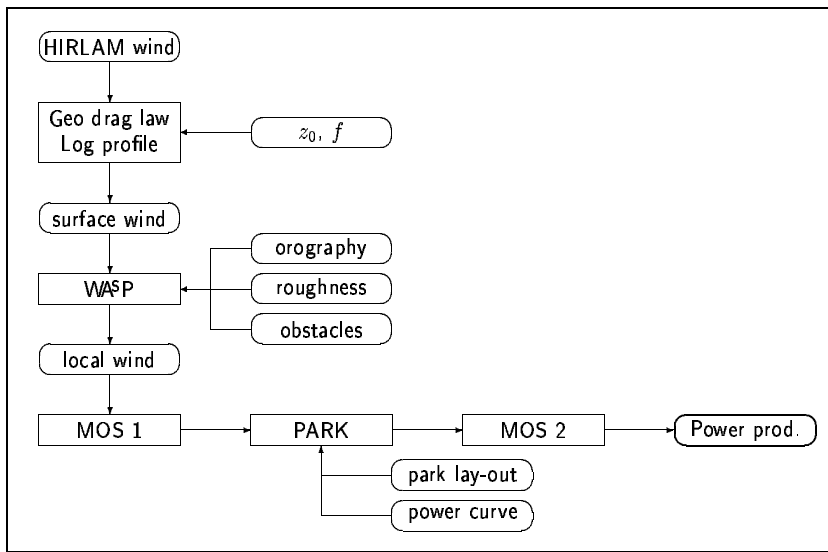 HIRLAM wind
Geo drag law
Log profile
z₀, f
surface wind
orography
WAˢP
roughness
obstacles
local wind
MOS 1
PARK
MOS 2
Power prod.
park lay-out
power curve